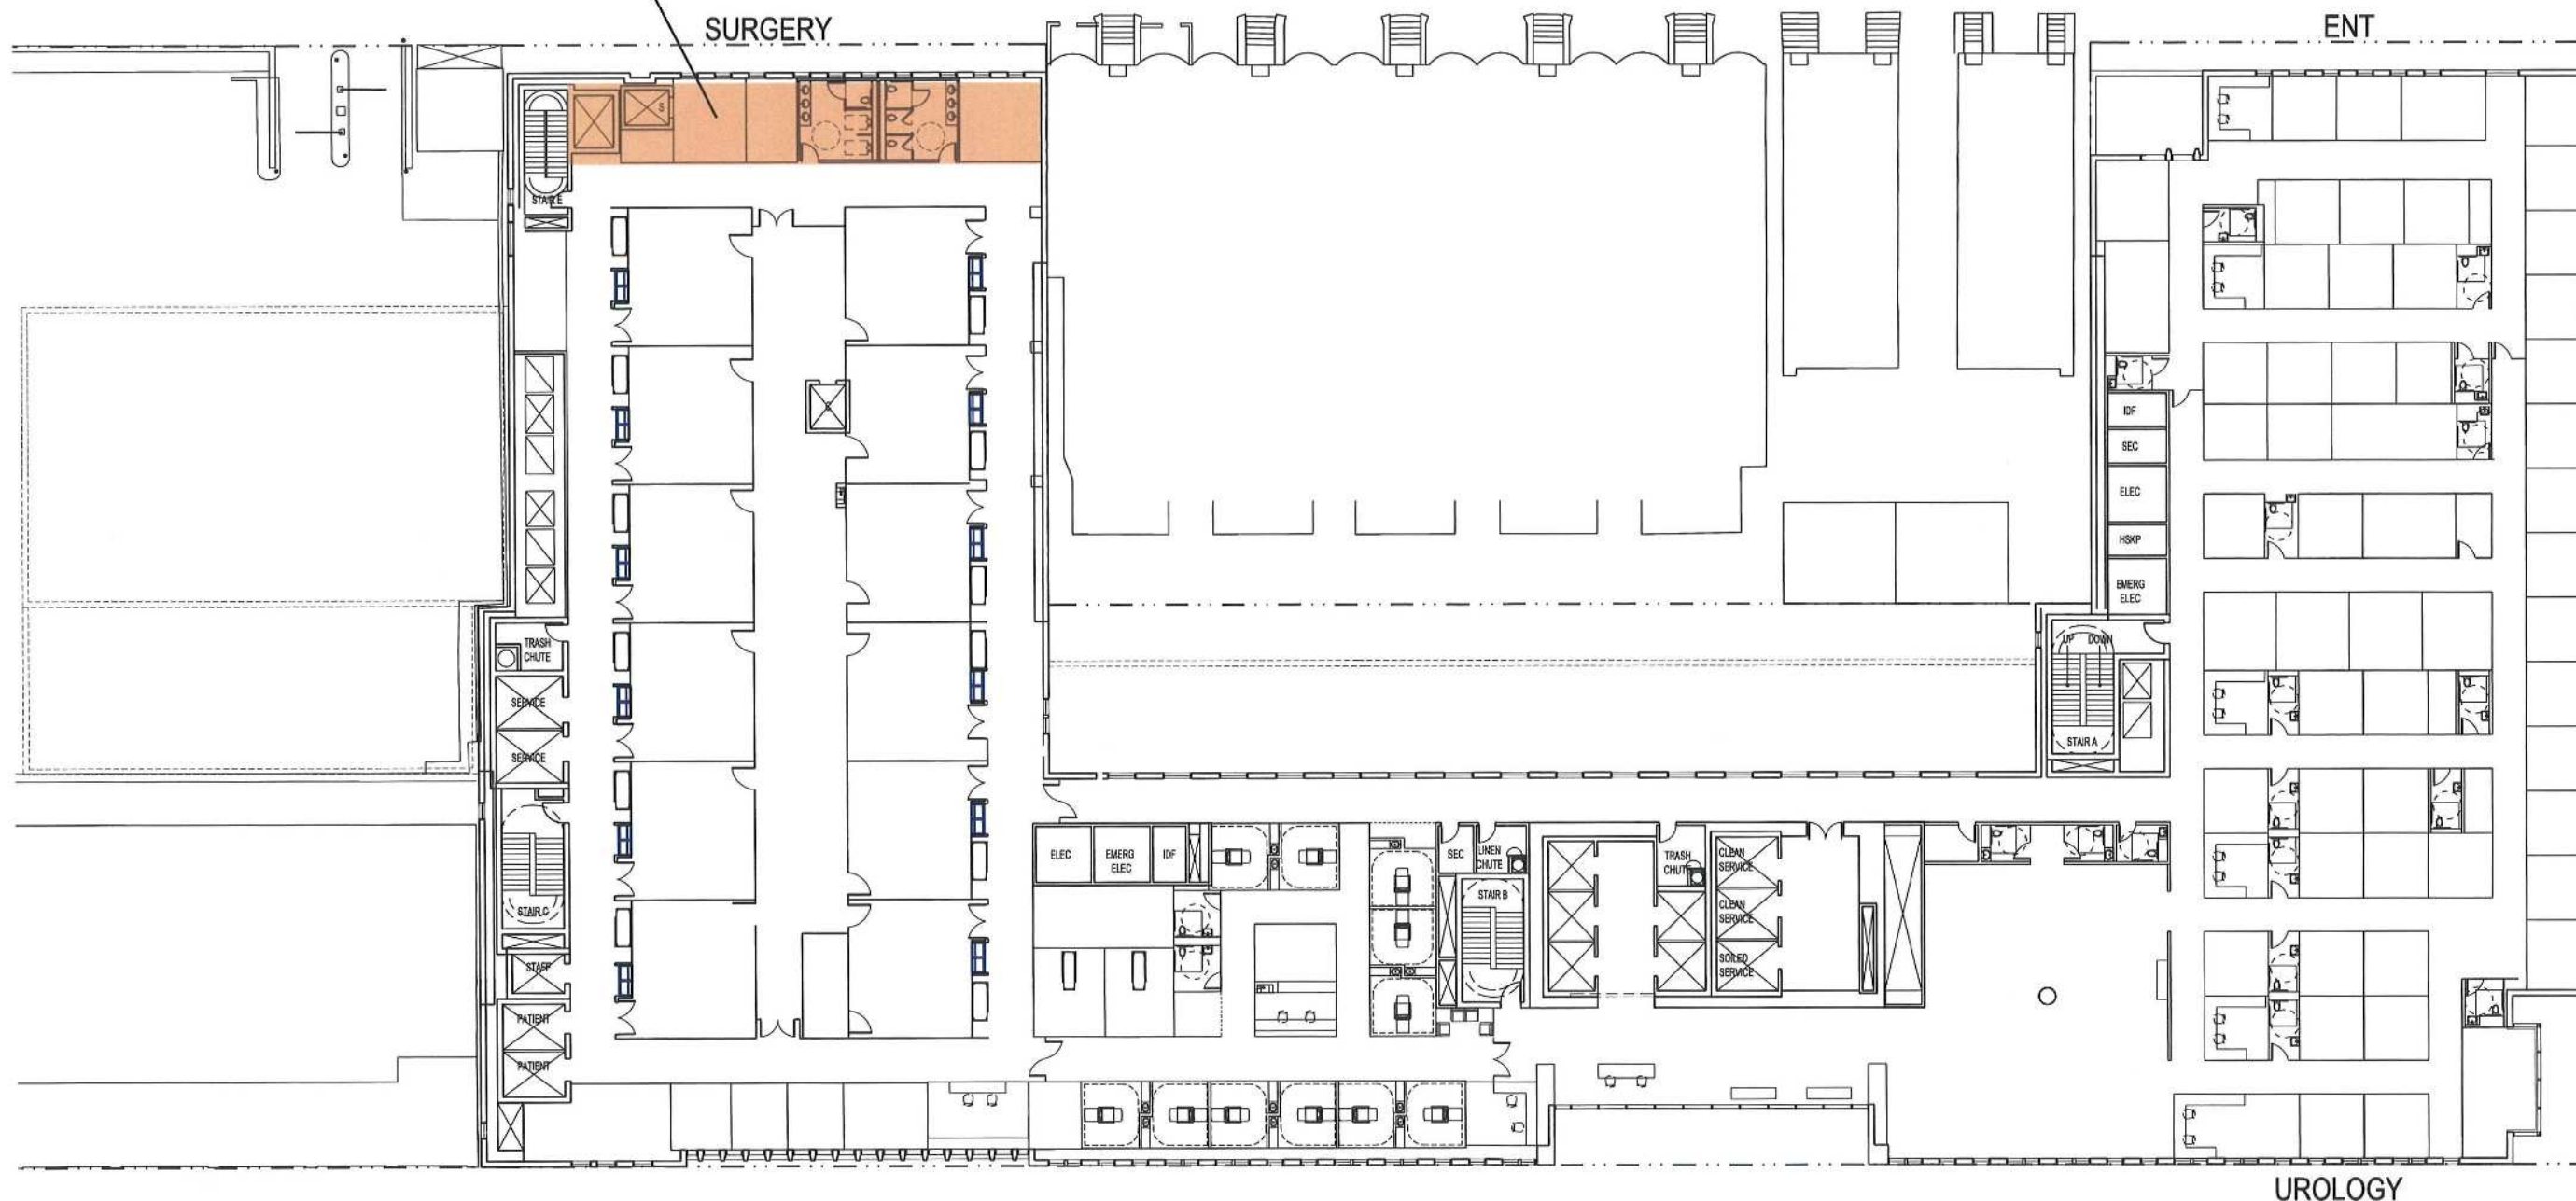 SURGERY
ENT
S
STAIR E
C
IDF
SEC
ELEC
HSKP
EMERG
ELEC
UP DOWN
STAIR A
TRASH
CHUTE
SERVICE
SERVICE
STAIR C
STAFF
PATIENT
PATIENT
ELEC
EMERG
ELEC
IDF
SEC
LINEN
CHUTE
STAIR B
TRASH
CHUTE
CLEAN
SERVICE
CLEAN
SERVICE
SOILED
SERVICE
UROLOGY